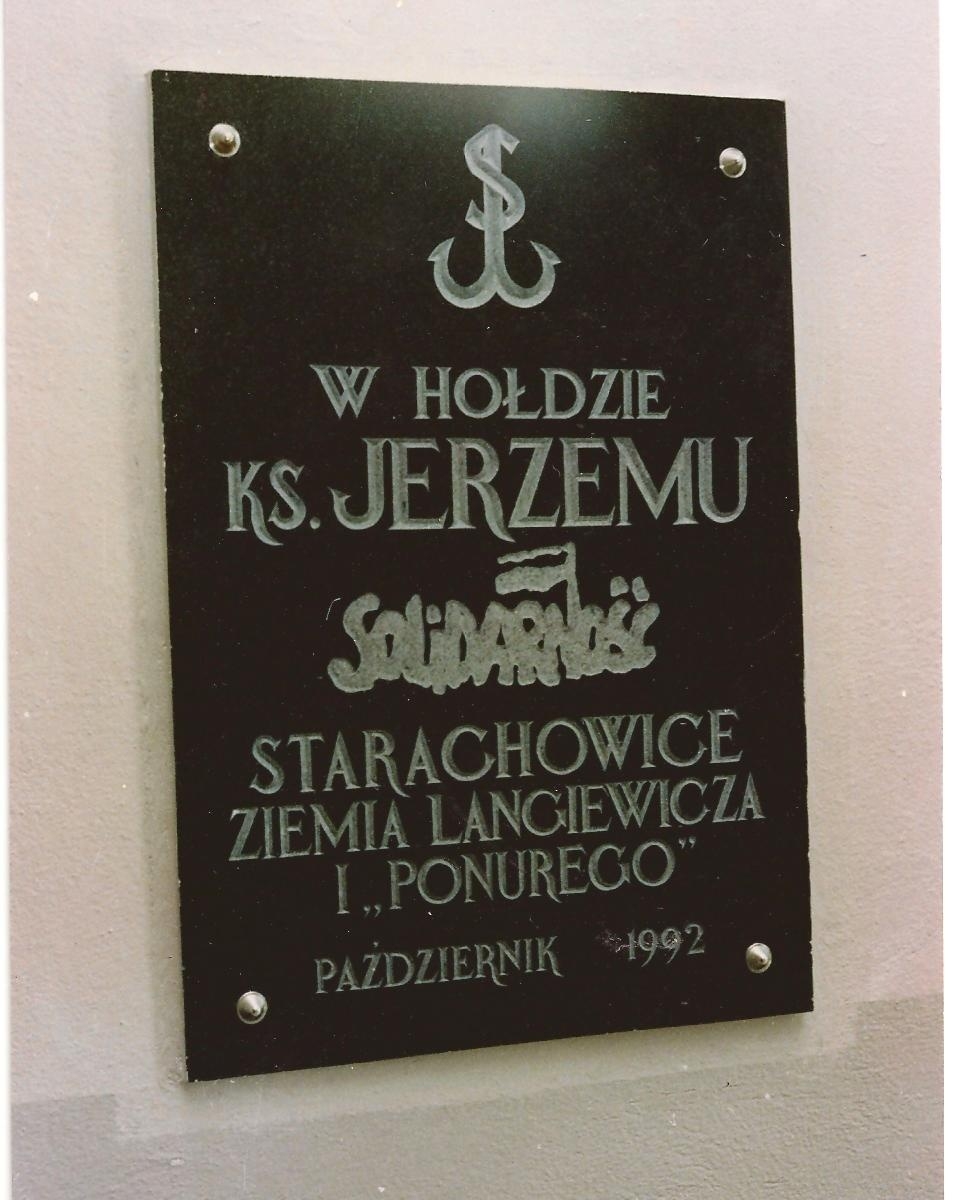 W HOŁDZIE
KS. JERZEMU
SOLIDARNOŚĆ
STARACHOWICE
ZIEMIA LANGIEWICZA
I „PONUREGO”
PAŹDZIERNIK 1992